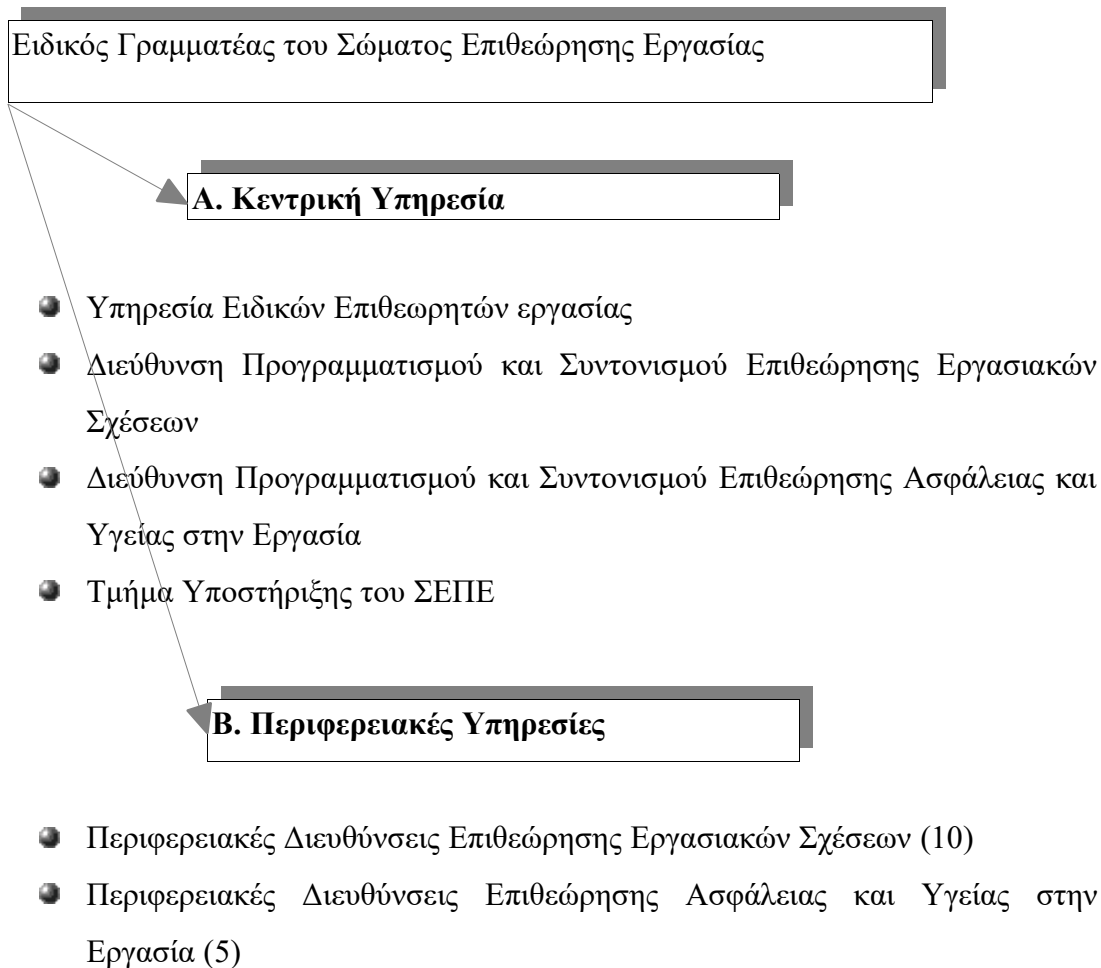 Ειδικός Γραμματέας του Σώματος Επιθεώρησης Εργασίας
Α. Κεντρική Υπηρεσία
Υπηρεσία Ειδικών Επιθεωρητών εργασίας
Διεύθυνση Προγραμματισμού και Συντονισμού Επιθεώρησης Εργασιακών
Σχέσεων
Διεύθυνση Προγραμματισμού και Συντονισμού Επιθεώρησης Ασφάλειας και
Υγείας στην Εργασία
Τμήμα Υποστήριξης του ΣΕΠΕ
Β. Περιφερειακές Υπηρεσίες
Περιφερειακές Διευθύνσεις Επιθεώρησης Εργασιακών Σχέσεων (10)
Περιφερειακές Διευθύνσεις Επιθεώρησης Ασφάλειας και Υγείας στην
Εργασία (5)